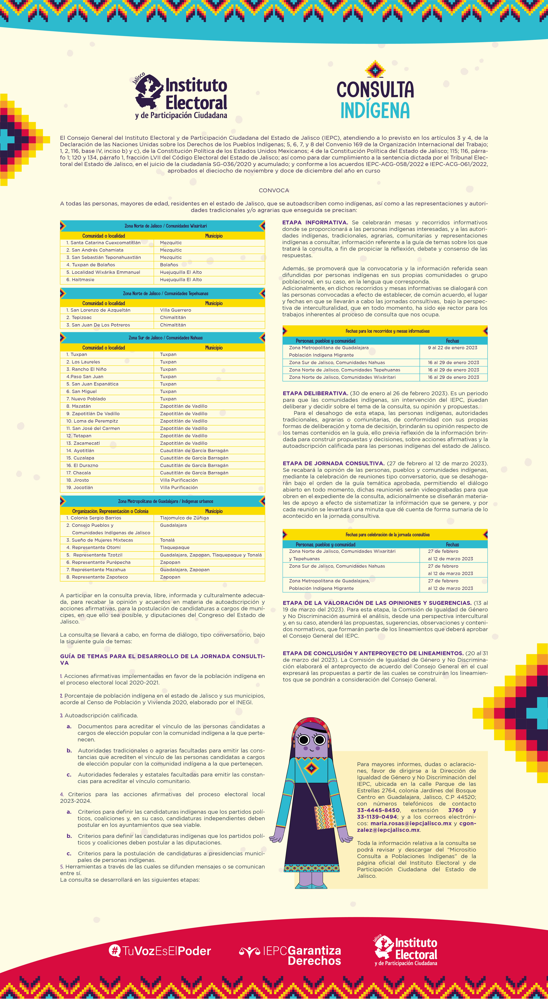 Jalisco
Instituto
Electoral
y de Participación Ciudadana
CONSULTA
INDÍGENA
El Consejo General del Instituto Electoral y de Participación Ciudadana del Estado de Jalisco (IEPC), atendiendo a lo previsto en los artículos 3 y 4, de la
Declaración de las Naciones Unidas sobre los Derechos de los Pueblos Indígenas; 5, 6, 7, y 8 del Convenio 169 de la Organización Internacional del Trabajo;
1, 2, 116, base IV, inciso b) y c), de la Constitución Política de los Estados Unidos Mexicanos; 4 de la Constitución Política del Estado de Jalisco; 115; 116, párra-
fo 1; 120 y 134, párrafo 1, fracción LVII del Código Electoral del Estado de Jalisco; así como para dar cumplimiento a la sentencia dictada por el Tribunal Elec-
toral del Estado de Jalisco, en el juicio de la ciudadanía SG-036/2020 y acumulado; y conforme a los acuerdos IEPC-ACG-058/2022 e IEPC-ACG-061/2022,
aprobados el dieciocho de noviembre y doce de diciembre del año en curso
CONVOCA
A todas las personas, mayores de edad, residentes en el estado de Jalisco, que se autoadscriben como indígenas, así como a las representaciones y autori-
dades tradicionales y/o agrarias que enseguida se precisan:
Zona Norte de Jalisco / Comunidades Wixáritari
Comunidad o localidad Municipio
1. Santa Catarina Cuexcomatitlán Mezquitic
2. San Andrés Cohamiata Mezquitic
3. San Sebastián Teponahuaxtlán Mezquitic
4. Tuxpan de Bolaños Bolaños
5. Localidad Wixárika Emmanuel Huejuquilla El Alto
6. Haitmasie Huejuquilla El Alto
Zona Norte de Jalisco / Comunidades Tepehuanas
Comunidad o localidad Municipio
1. San Lorenzo de Azqueltán Villa Guerrero
2. Tepizoac Chimaltitán
3. San Juan De Los Potreros Chimaltitán
Zona Sur de Jalisco / Comunidades Nahuas
Comunidad o localidad Municipio
1. Tuxpan Tuxpan
2. Los Laureles Tuxpan
3. Rancho El Niño Tuxpan
4.Paso San Juan Tuxpan
5. San Juan Espanática Tuxpan
6. San Miguel Tuxpan
7. Nuevo Poblado Tuxpan
8. Mazatán Zapotitlán de Vadillo
9. Zapotitlán De Vadillo Zapotitlán de Vadillo
10. Loma de Perempitz Zapotitlán de Vadillo
11. San José del Carmen Zapotitlán de Vadillo
12. Tetapan Zapotitlán de Vadillo
13. Zacamecatl Zapotitlán de Vadillo
14. Ayotitlán Cuautitlán de García Barragán
15. Cuzalapa Cuautitlán de García Barragán
16. El Durazno Cuautitlán de García Barragán
17. Chacala Cuautitlán de García Barragán
18. Jirosto Villa Purificación
19. Jocotlán Villa Purificación
Zona Metropolitana de Guadalajara / Indígenas urbanos
Organización, Representación o Colonia Municipio
1. Colonia Sergio Barrios Tlajomulco de Zúñiga
2. Consejo Pueblos y Guadalajara
Comunidades Indígenas de Jalisco
3. Sueño de Mujeres Mixtecas Tonalá
4. Representante Otomí Tlaquepaque
5. Representante Tzotzil Guadalajara, Zapopan, Tlaquepaque y Tonalá
6. Representante Purépecha Zapopan
7. Representante Mazahua Guadalajara, Zapopan
8. Representante Zapoteco Zapopan
A participar en la consulta previa, libre, informada y culturalmente adecua-
da, para recabar la opinión y acuerdos en materia de autoadscripción y
acciones afirmativas, para la postulación de candidaturas a cargos de muní-
cipes, en que ello sea posible, y diputaciones del Congreso del Estado de
Jalisco.
La consulta se llevará a cabo, en forma de diálogo, tipo conversatorio, bajo
la siguiente guía de temas:
GUÍA DE TEMAS PARA EL DESARROLLO DE LA JORNADA CONSULTI-
VA
1. Acciones afirmativas implementadas en favor de la población indígena en
el proceso electoral local 2020-2021.
2. Porcentaje de población indígena en el estado de Jalisco y sus municipios,
acorde al Censo de Población y Vivienda 2020, elaborado por el INEGI.
3. Autoadscripción calificada.
a. Documentos para acreditar el vínculo de las personas candidatas a
cargos de elección popular con la comunidad indígena a la que perte-
necen.
b. Autoridades tradicionales o agrarias facultadas para emitir las cons-
tancias que acrediten el vínculo de las personas candidatas a cargos
de elección popular con la comunidad indígena a la que pertenecen.
c. Autoridades federales y estatales facultadas para emitir las constan-
cias para acreditar el vínculo comunitario.
4. Criterios para las acciones afirmativas del proceso electoral local
2023-2024.
a. Criterios para definir las candidaturas indígenas que los partidos polí-
ticos, coaliciones y, en su caso, candidaturas independientes deben
postular en los ayuntamientos que sea viable.
b. Criterios para definir las candidaturas indígenas que los partidos polí-
ticos y coaliciones deben postular a las diputaciones.
c. Criterios para la postulación de candidaturas a presidencias munici-
pales de personas indígenas.
5. Herramientas a través de las cuales se difunden mensajes o se comunican
entre sí.
La consulta se desarrollará en las siguientes etapas:
ETAPA INFORMATIVA. Se celebrarán mesas y recorridos informativos
donde se proporcionará a las personas indígenas interesadas, y a las autori-
dades indígenas, tradicionales, agrarias, comunitarias y representaciones
indígenas a consultar, información referente a la guía de temas sobre los que
tratará la consulta, a fin de propiciar la reflexión, debate y consenso de las
respuestas.
Además, se promoverá que la convocatoria y la información referida sean
difundidas por personas indígenas en sus propias comunidades o grupo
poblacional, en su caso, en la lengua que corresponda.
Adicionalmente, en dichos recorridos y mesas informativas se dialogará con
las personas convocadas a efecto de establecer, de común acuerdo, el lugar
y fechas en que se llevarán a cabo las jornadas consultivas, bajo la perspec-
tiva de interculturalidad, que en todo momento, ha sido eje rector para los
trabajos inherentes al proceso de consulta que nos ocupa.
Fechas para los recorridos y mesas informativas
Personas, pueblos y comunidad Fechas
Zona Metropolitana de Guadalajara 9 al 22 de enero 2023
Población Indígena Migrante
Zona Sur de Jalisco, Comunidades Nahuas 16 al 29 de enero 2023
Zona Norte de Jalisco, Comunidades Tepehuanas 16 al 29 de enero 2023
Zona Norte de Jalisco, Comunidades Wixáritari 16 al 29 de enero 2023
ETAPA DELIBERATIVA. (30 de enero al 26 de febrero 2023). Es un periodo
para que las comunidades indígenas, sin intervención del IEPC, puedan
deliberar y decidir sobre el tema de la consulta, su opinión y propuestas.
Para el desahogo de esta etapa, las personas indígenas, autoridades
tradicionales, agrarias o comunitarias, de conformidad con sus propias
formas de deliberación y toma de decisión, brindarán su opinión respecto de
los temas contenidos en la guía, ello previa reflexión de la información brin-
dada para construir propuestas y decisiones, sobre acciones afirmativas y la
autoadscripción calificada para las personas indígenas del estado de Jalisco.
ETAPA DE JORNADA CONSULTIVA. (27 de febrero al 12 de marzo 2023).
Se recabará la opinión de las personas, pueblos y comunidades indígenas,
mediante la celebración de reuniones tipo conversatorio, que se desahoga-
rán bajo el orden de la guía temática aprobada, permitiendo el diálogo
abierto en todo momento, dichas reuniones serán videograbadas para que
obren en el expediente de la consulta, adicionalmente se diseñarán materia-
les de apoyo a efecto de sistematizar la información que se genere, y por
cada reunión se levantará una minuta que dé cuenta de forma sumaria de lo
acontecido en la jornada consultiva.
Fechas para celebración de la jornada consultiva
Personas, pueblos y comunidad Fechas
Zona Norte de Jalisco, Comunidades Wixaritári 27 de febrero
y Tepehuanas al 12 de marzo 2023
Zona Sur de Jalisco, Comunidades Nahuas 27 de febrero
al 12 de marzo 2023
Zona Metropolitana de Guadalajara, 27 de febrero
Población Indígena Migrante al 12 de marzo 2023
ETAPA DE LA VALORACIÓN DE LAS OPINIONES Y SUGERENCIAS. (13 al
19 de marzo del 2023). Para esta etapa, la Comisión de Igualdad de Género
y No Discriminación asumirá el análisis, desde una perspectiva intercultural
y, en su caso, atenderá las propuestas, sugerencias, observaciones y conteni-
dos normativos, que formarán parte de los lineamientos que deberá aprobar
el Consejo General del IEPC.
ETAPA DE CONCLUSIÓN Y ANTEPROYECTO DE LINEAMIENTOS. (20 al 31
de marzo del 2023). La Comisión de Igualdad de Género y No Discrimina-
ción elaborará el anteproyecto de acuerdo del Consejo General en el cual
expresará las propuestas a partir de las cuales se construirán los lineamien-
tos que se pondrán a consideración del Consejo General.
Para mayores informes, dudas o aclaracio-
nes, favor de dirigirse a la Dirección de
Igualdad de Género y No Discriminación del
IEPC, ubicada en la calle Parque de las
Estrellas 2764, colonia Jardines del Bosque
Centro en Guadalajara, Jalisco, C.P 44520;
con números telefónicos de contacto
33-4445-8450, extensión 3760 y
33-1139-0494; y a los correos electróni-
cos: maria.rosas@iepcjalisco.mx y cgon-
zalez@iepcjalisco.mx.
Toda la información relativa a la consulta se
podrá revisar y descargar del “Micrositio
Consulta a Poblaciones Indígenas” de la
página oficial del Instituto Electoral y de
Participación Ciudadana del Estado de
Jalisco.
#TuVozEsElPoder
IEPCGarantiza
Derechos
Jalisco
Instituto
Electoral
y de Participación Ciudadana